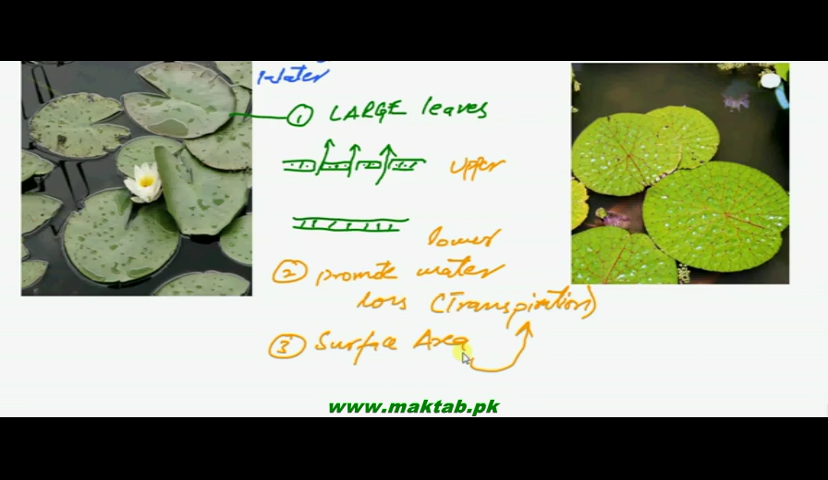 Water
① LARGE leaves
upper
lower
② promote water
loss (Transpiration)
③ Surface Area
www.maktab.pk